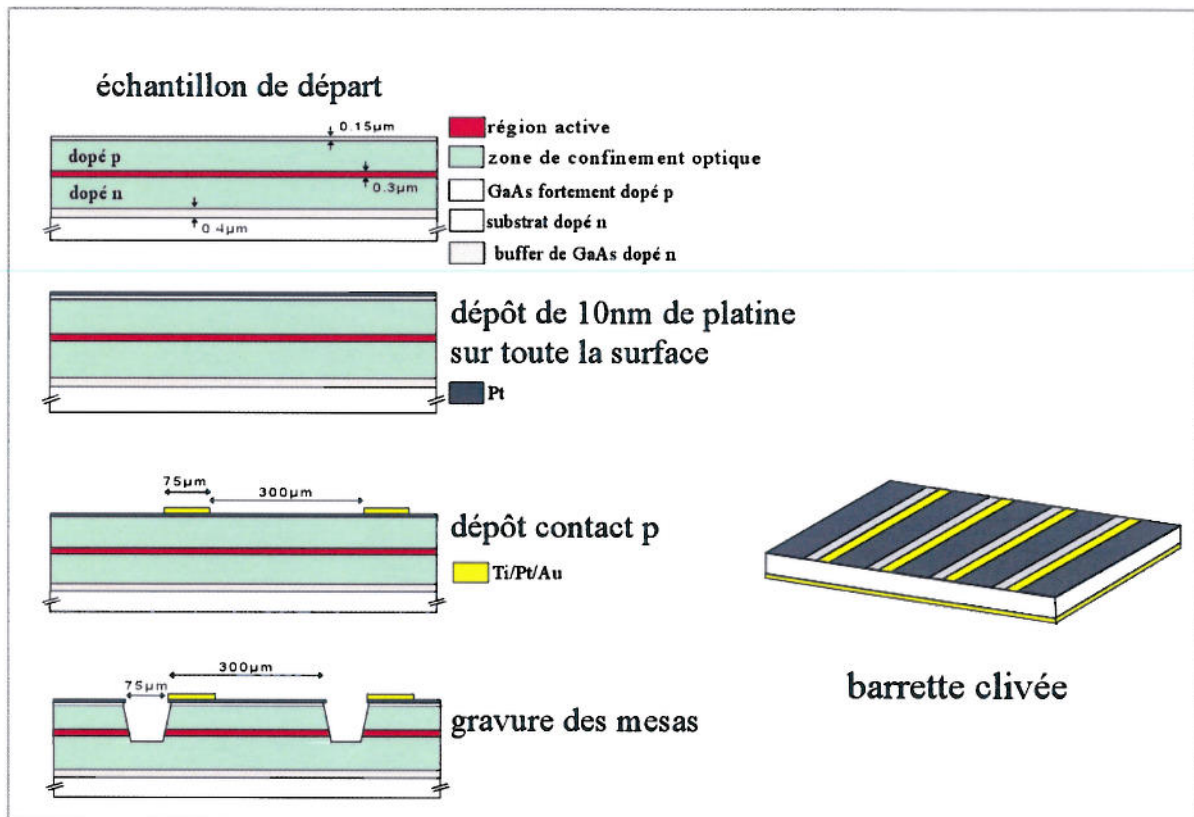 échantillon de départ
0.15µm
dopé p
0.3µm
dopé n
0.4µm
région active
zone de confinement optique
GaAs fortement dopé p
substrat dopé n
buffer de GaAs dopé n
dépôt de 10nm de platine
sur toute la surface
Pt
75µm
300µm
dépôt contact p
Ti/Pt/Au
300µm
75µm
gravure des mesas
barrette clivée